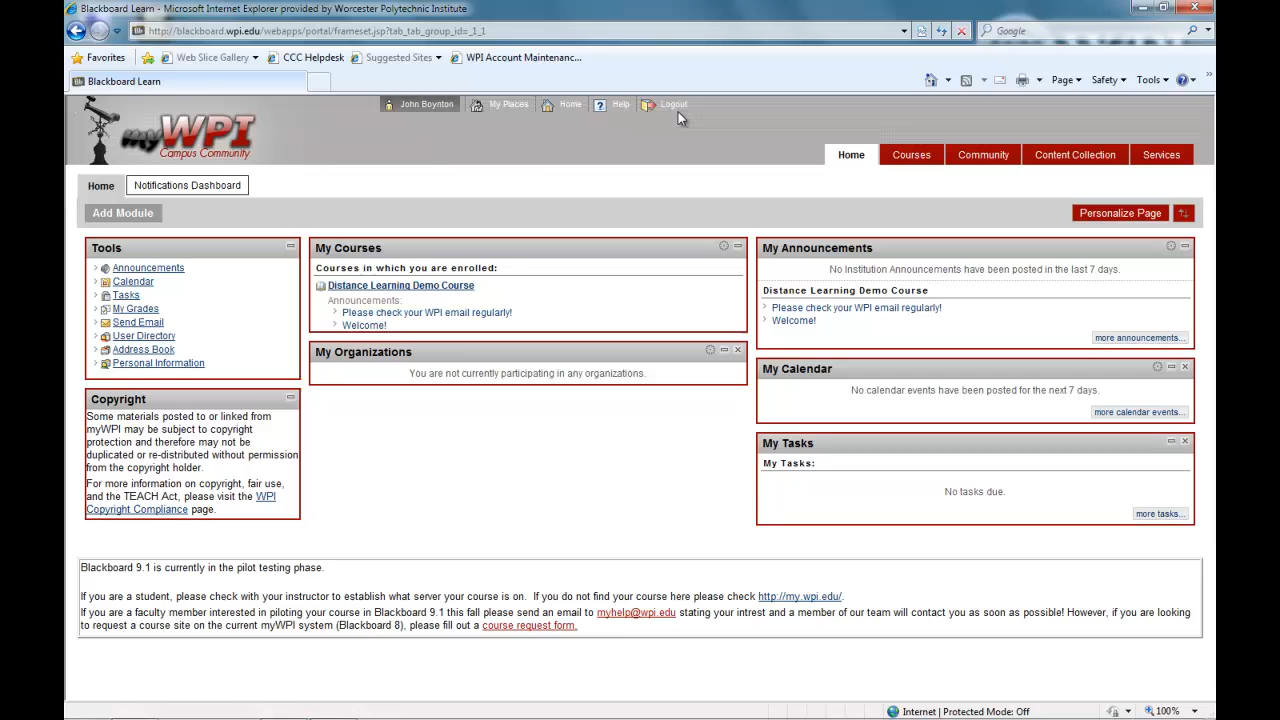 Blackboard Learn - Microsoft Internet Explorer provided by Worcester Polytechnic Institute
http://blackboard.wpi.edu/webapps/portal/frameset.jsp?tab_tab_group_id=_1_1
Google
Favorites Web Slice Gallery CCC Helpdesk Suggested Sites WPI Account Maintenanc...
Blackboard Learn
Page Safety Tools
John Boynton My Places Home Help Logout
myWPI
Campus Community
Home Courses Community Content Collection Services
Home Notifications Dashboard
Add Module
Personalize Page
Tools
Announcements
Calendar
Tasks
My Grades
Send Email
User Directory
Address Book
Personal Information
Copyright
Some materials posted to or linked from
myWPI may be subject to copyright
protection and therefore may not be
duplicated or re-distributed without permission
from the copyright holder.
For more information on copyright, fair use,
and the TEACH Act, please visit the WPI
Copyright Compliance page.
My Courses
Courses in which you are enrolled:
Distance Learning Demo Course
Announcements:
Please check your WPI email regularly!
Welcome!
My Organizations
You are not currently participating in any organizations.
My Announcements
No Institution Announcements have been posted in the last 7 days.
Distance Learning Demo Course
Please check your WPI email regularly!
Welcome!
more announcements...
My Calendar
No calendar events have been posted for the next 7 days.
more calendar events...
My Tasks
My Tasks:
No tasks due.
more tasks...
Blackboard 9.1 is currently in the pilot testing phase.
If you are a student, please check with your instructor to establish what server your course is on. If you do not find your course here please check http://my.wpi.edu/.
If you are a faculty member interested in piloting your course in Blackboard 9.1 this fall please send an email to myhelp@wpi.edu stating your intrest and a member of our team will contact you as soon as possible! However, if you are looking
to request a course site on the current myWPI system (Blackboard 8), please fill out a course request form.
Internet | Protected Mode: Off
100%